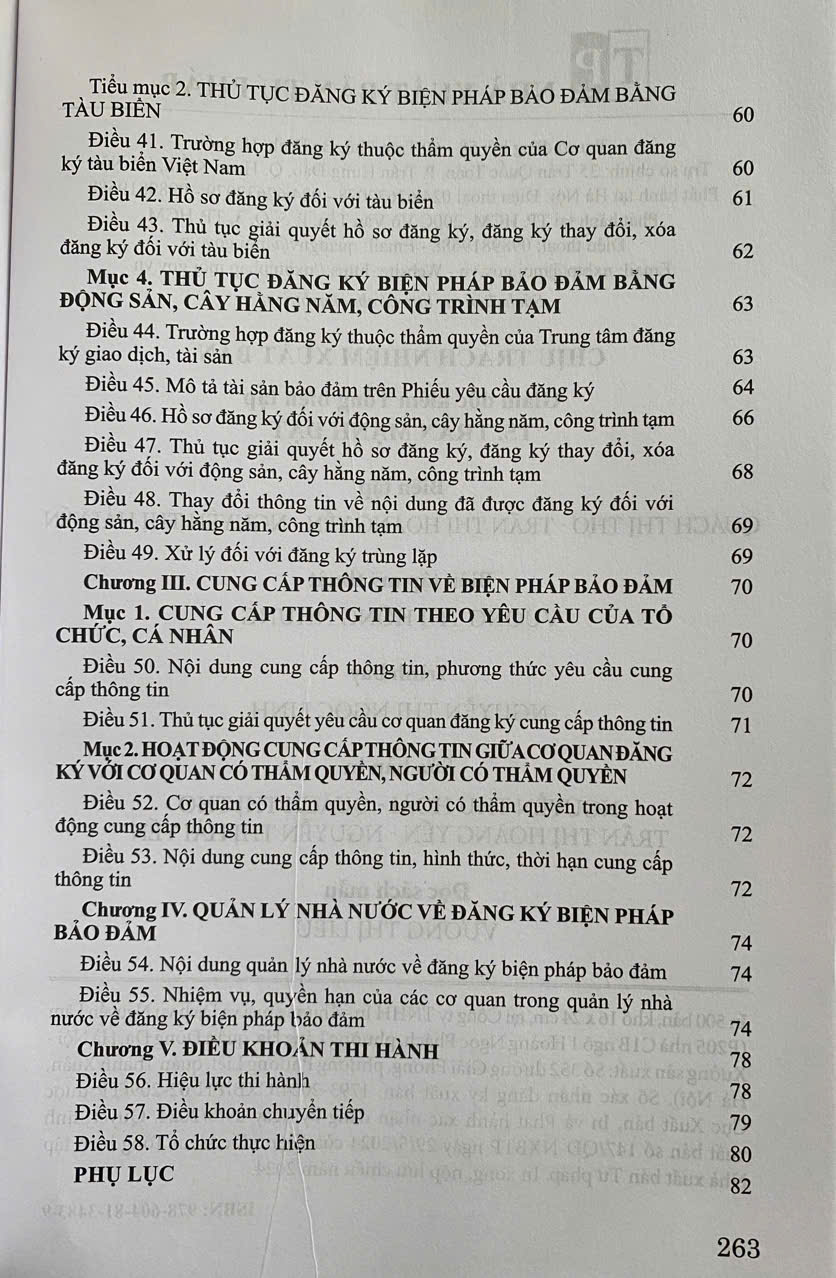 Tiểu mục 2. THỦ TỤC ĐĂNG KÝ BIỆN PHÁP BẢO ĐẢM BẰNG
TÀU BIỂN 60
Điều 41. Trường hợp đăng ký thuộc thẩm quyền của Cơ quan đăng
ký tàu biển Việt Nam 60
Điều 42. Hồ sơ đăng ký đối với tàu biển 61
Điều 43. Thủ tục giải quyết hồ sơ đăng ký, đăng ký thay đổi, xóa
đăng ký đối với tàu biển 62
Mục 4. THỦ TỤC ĐĂNG KÝ BIỆN PHÁP BẢO ĐẢM BẰNG
ĐỘNG SẢN, CÂY HẰNG NĂM, CÔNG TRÌNH TẠM 63
Điều 44. Trường hợp đăng ký thuộc thẩm quyền của Trung tâm đăng
ký giao dịch, tài sản 63
Điều 45. Mô tả tài sản bảo đảm trên Phiếu yêu cầu đăng ký 64
Điều 46. Hồ sơ đăng ký đối với động sản, cây hằng năm, công trình tạm 66
Điều 47. Thủ tục giải quyết hồ sơ đăng ký, đăng ký thay đổi, xóa
đăng ký đối với động sản, cây hằng năm, công trình tạm 68
Điều 48. Thay đổi thông tin về nội dung đã được đăng ký đối với
động sản, cây hằng năm, công trình tạm 69
Điều 49. Xử lý đối với đăng ký trùng lặp 69
Chương III. CUNG CẤP THÔNG TIN VỀ BIỆN PHÁP BẢO ĐẢM 70
Mục 1. CUNG CẤP THÔNG TIN THEO YÊU CẦU CỦA TỔ
CHỨC, CÁ NHÂN 70
Điều 50. Nội dung cung cấp thông tin, phương thức yêu cầu cung
cấp thông tin 70
Điều 51. Thủ tục giải quyết yêu cầu cơ quan đăng ký cung cấp thông tin 71
Mục 2. HOẠT ĐỘNG CUNG CẤP THÔNG TIN GIỮA CƠ QUAN ĐĂNG
KÝ VỚI CƠ QUAN CÓ THẨM QUYỀN, NGƯỜI CÓ THẨM QUYỀN 72
Điều 52. Cơ quan có thẩm quyền, người có thẩm quyền trong hoạt
động cung cấp thông tin 72
Điều 53. Nội dung cung cấp thông tin, hình thức, thời hạn cung cấp
thông tin 72
Chương IV. QUẢN LÝ NHÀ NƯỚC VỀ ĐĂNG KÝ BIỆN PHÁP
BẢO ĐẢM 74
Điều 54. Nội dung quản lý nhà nước về đăng ký biện pháp bảo đảm 74
Điều 55. Nhiệm vụ, quyền hạn của các cơ quan trong quản lý nhà
nước về đăng ký biện pháp bảo đảm 74
Chương V. ĐIỀU KHOẢN THI HÀNH 78
Điều 56. Hiệu lực thi hành 78
Điều 57. Điều khoản chuyển tiếp 79
Điều 58. Tổ chức thực hiện 80
PHỤ LỤC 82
263